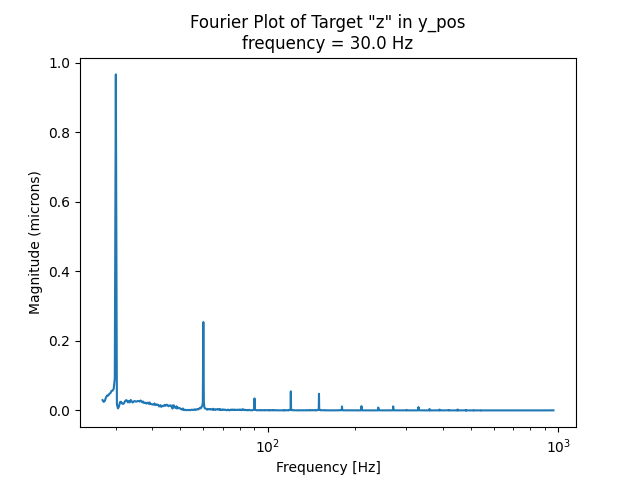 Fourier Plot of Target "z" in y_pos
frequency = 30.0 Hz
1.0
0.8
0.6
0.4
0.2
0.0
Magnitude (microns)
10²
10³
Frequency [Hz]